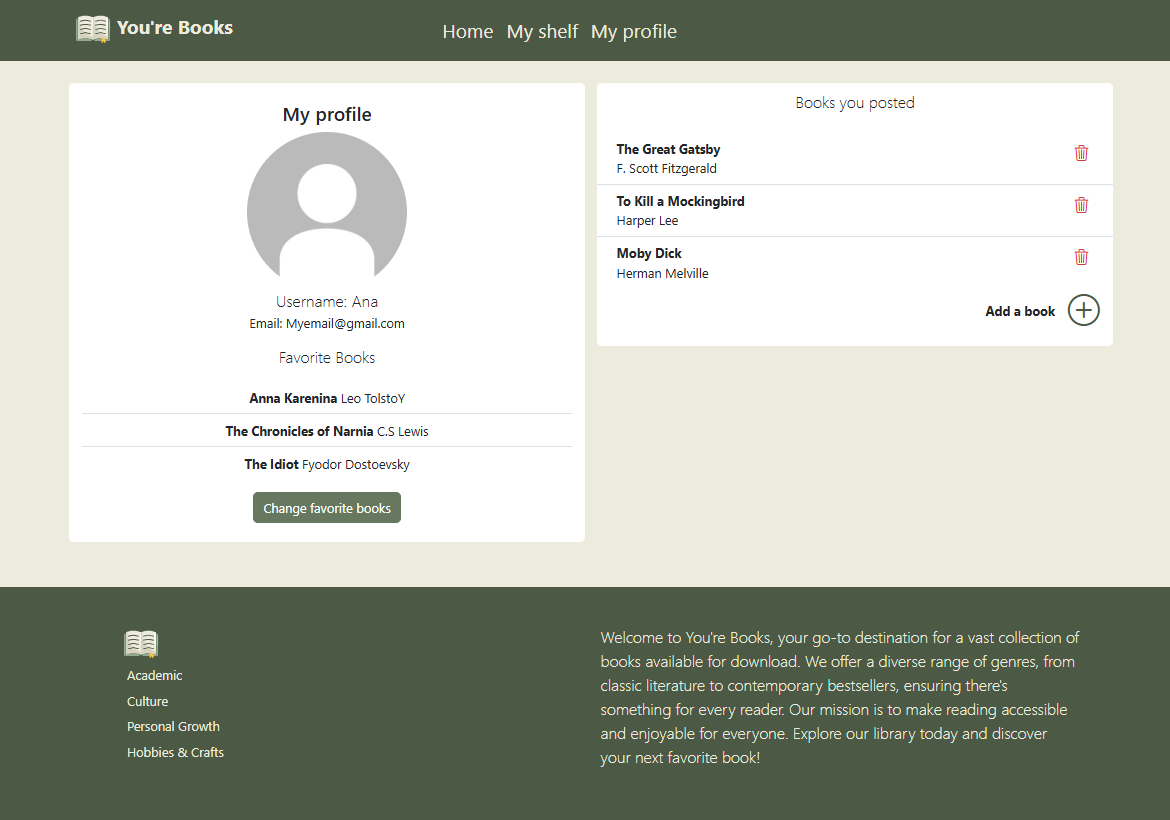 You're Books
Home My shelf My profile
My profile
Username: Ana
Email: Myemail@gmail.com
Favorite Books
Anna Karenina Leo TolstoY
The Chronicles of Narnia C.S Lewis
The Idiot Fyodor Dostoevsky
Change favorite books
Books you posted
The Great Gatsby
F. Scott Fitzgerald
To Kill a Mockingbird
Harper Lee
Moby Dick
Herman Melville
Add a book
Academic
Culture
Personal Growth
Hobbies & Crafts
Welcome to You're Books, your go-to destination for a vast collection of
books available for download. We offer a diverse range of genres, from
classic literature to contemporary bestsellers, ensuring there's
something for every reader. Our mission is to make reading accessible
and enjoyable for everyone. Explore our library today and discover
your next favorite book!